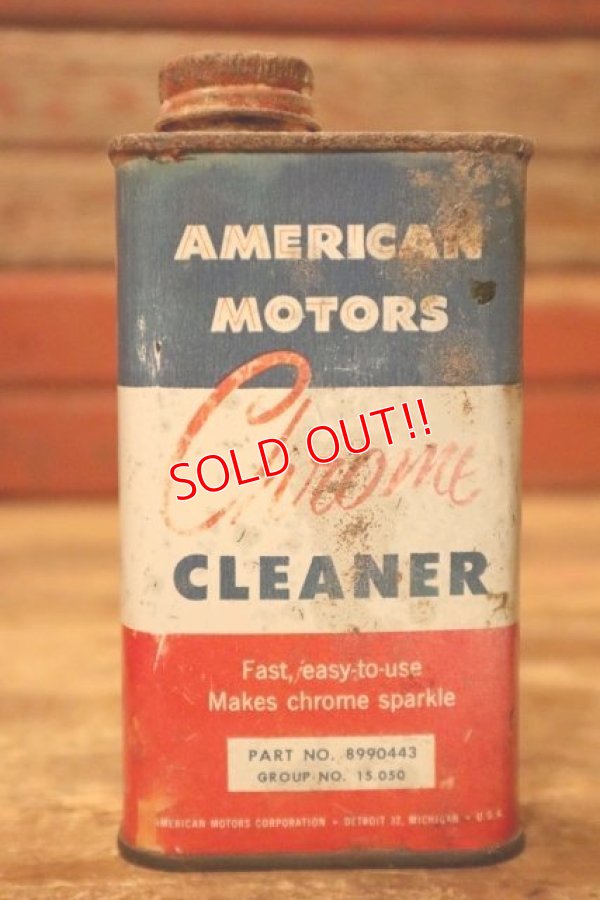 AMERICAN
MOTORS
Chrome
SOLD OUT!!
CLEANER
Fast, easy-to-use
Makes chrome sparkle
PART NO. 8990443
GROUP NO. 15.050
AMERICAN MOTORS CORPORATION • DETROIT 32, MICHIGAN • U.S.A.